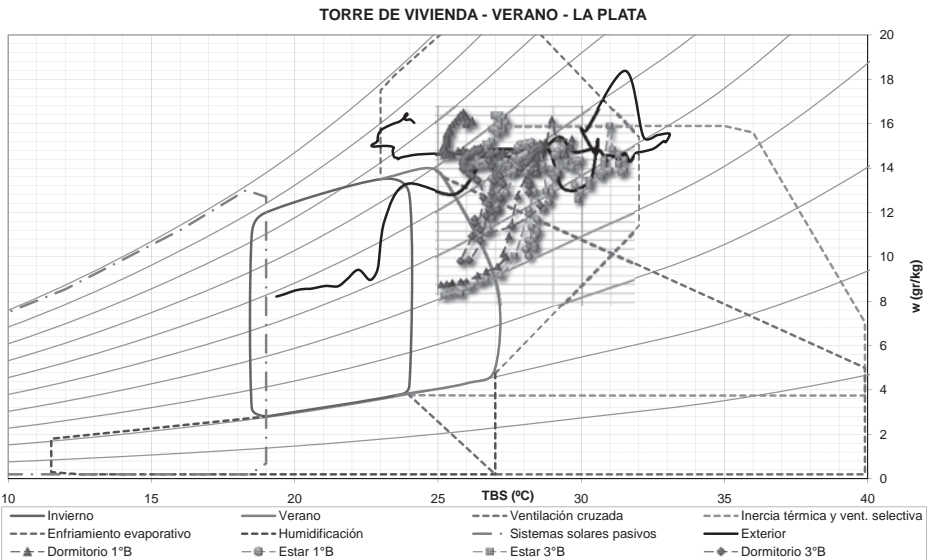 TORRE DE VIVIENDA - VERANO - LA PLATA
20
18
16
14
12
10
8
6
4
2
0
w (gr/kg)
10
15
20
25
TBS (ºC)
30
35
40
Invierno
Verano
Ventilación cruzada
Inercia térmica y vent. selectiva
Enfriamiento evaporativo
Humidificación
Sistemas solares pasivos
Exterior
Dormitorio 1°B
Estar 1°B
Estar 3°B
Dormitorio 3°B